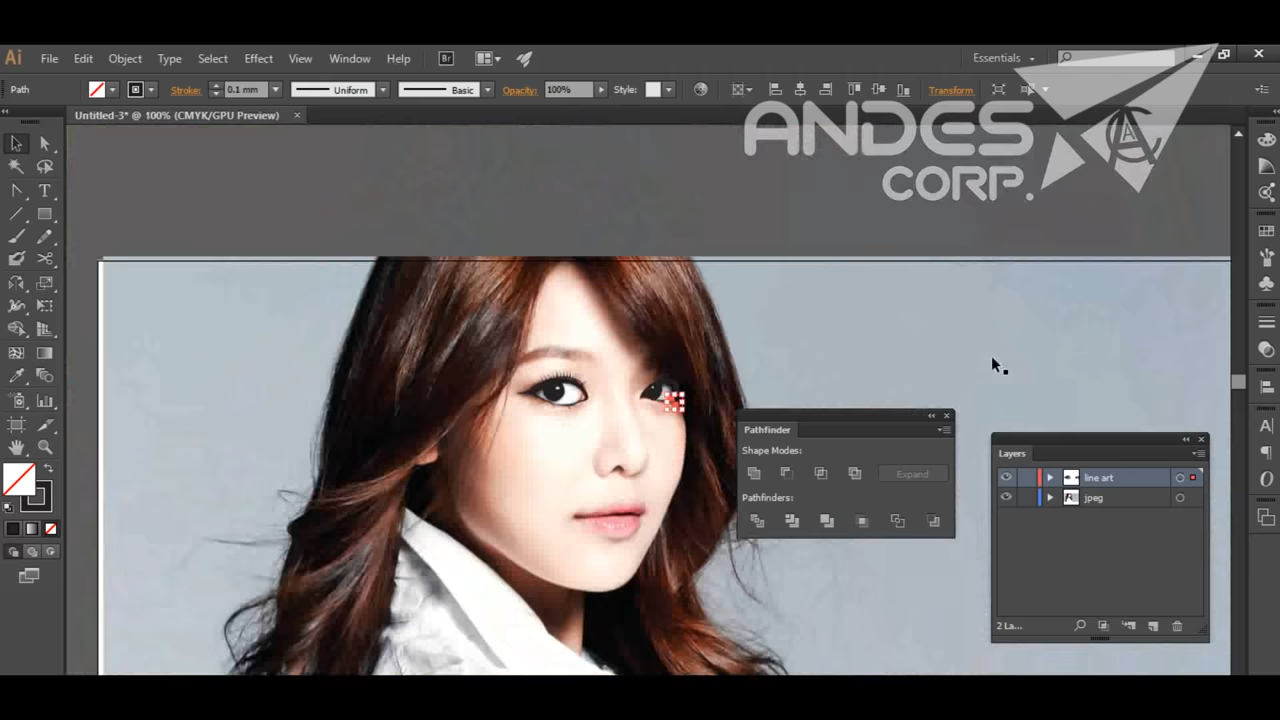 Ai File Edit Object Type Select Effect View Window Help Br Essentials
Path Stroke: 0.1 mm Uniform Basic Opacity: 100% Style: Transform
Untitled-3* @ 100% (CMYK/GPU Preview)
ANDES
CORP.
Pathfinder
Shape Modes:
Expand
Pathfinders:
Layers
line art
jpeg
2 La...